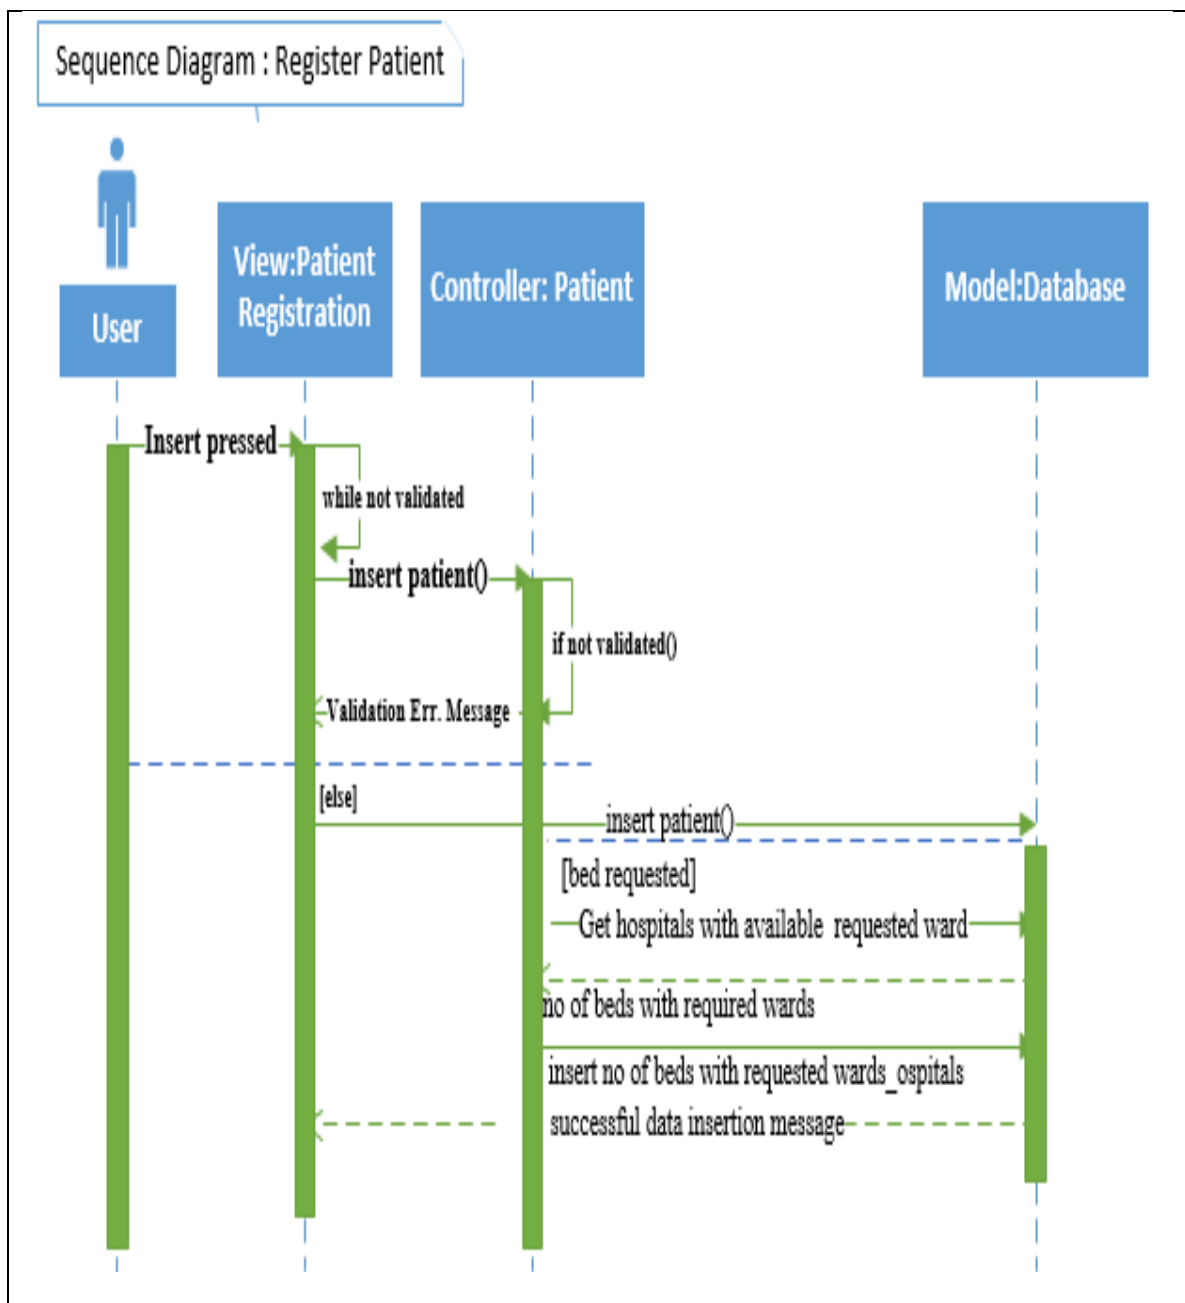 Sequence Diagram : Register Patient
User
View:Patient
Registration
Controller: Patient
Model:Database
Insert pressed
while not validated
insert patient()
if not validated()
Validation Err. Message
[else]
insert patient()
[bed requested]
Get hospitals with available requested ward
no of beds with required wards
insert no of beds with requested wards_ospitals
successful data insertion message